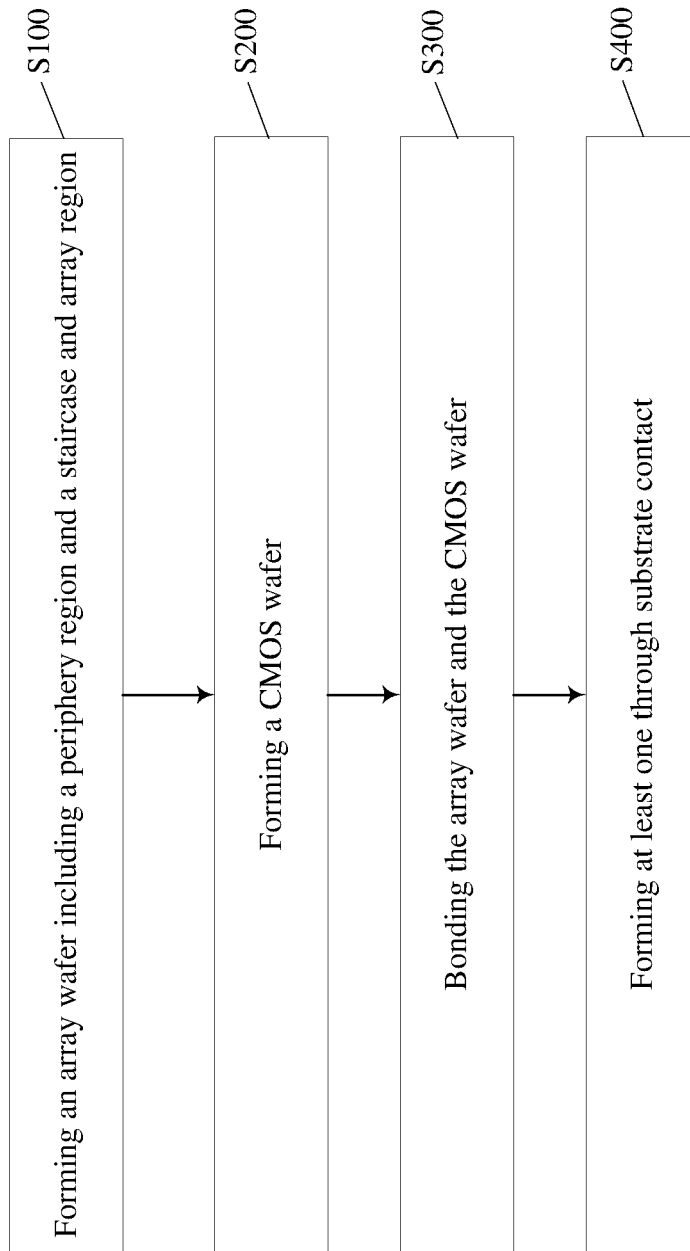 Forming an array wafer including a periphery region and a staircase and array region
S100
Forming a CMOS wafer
S200
Bonding the array wafer and the CMOS wafer
S300
Forming at least one through substrate contact
S400